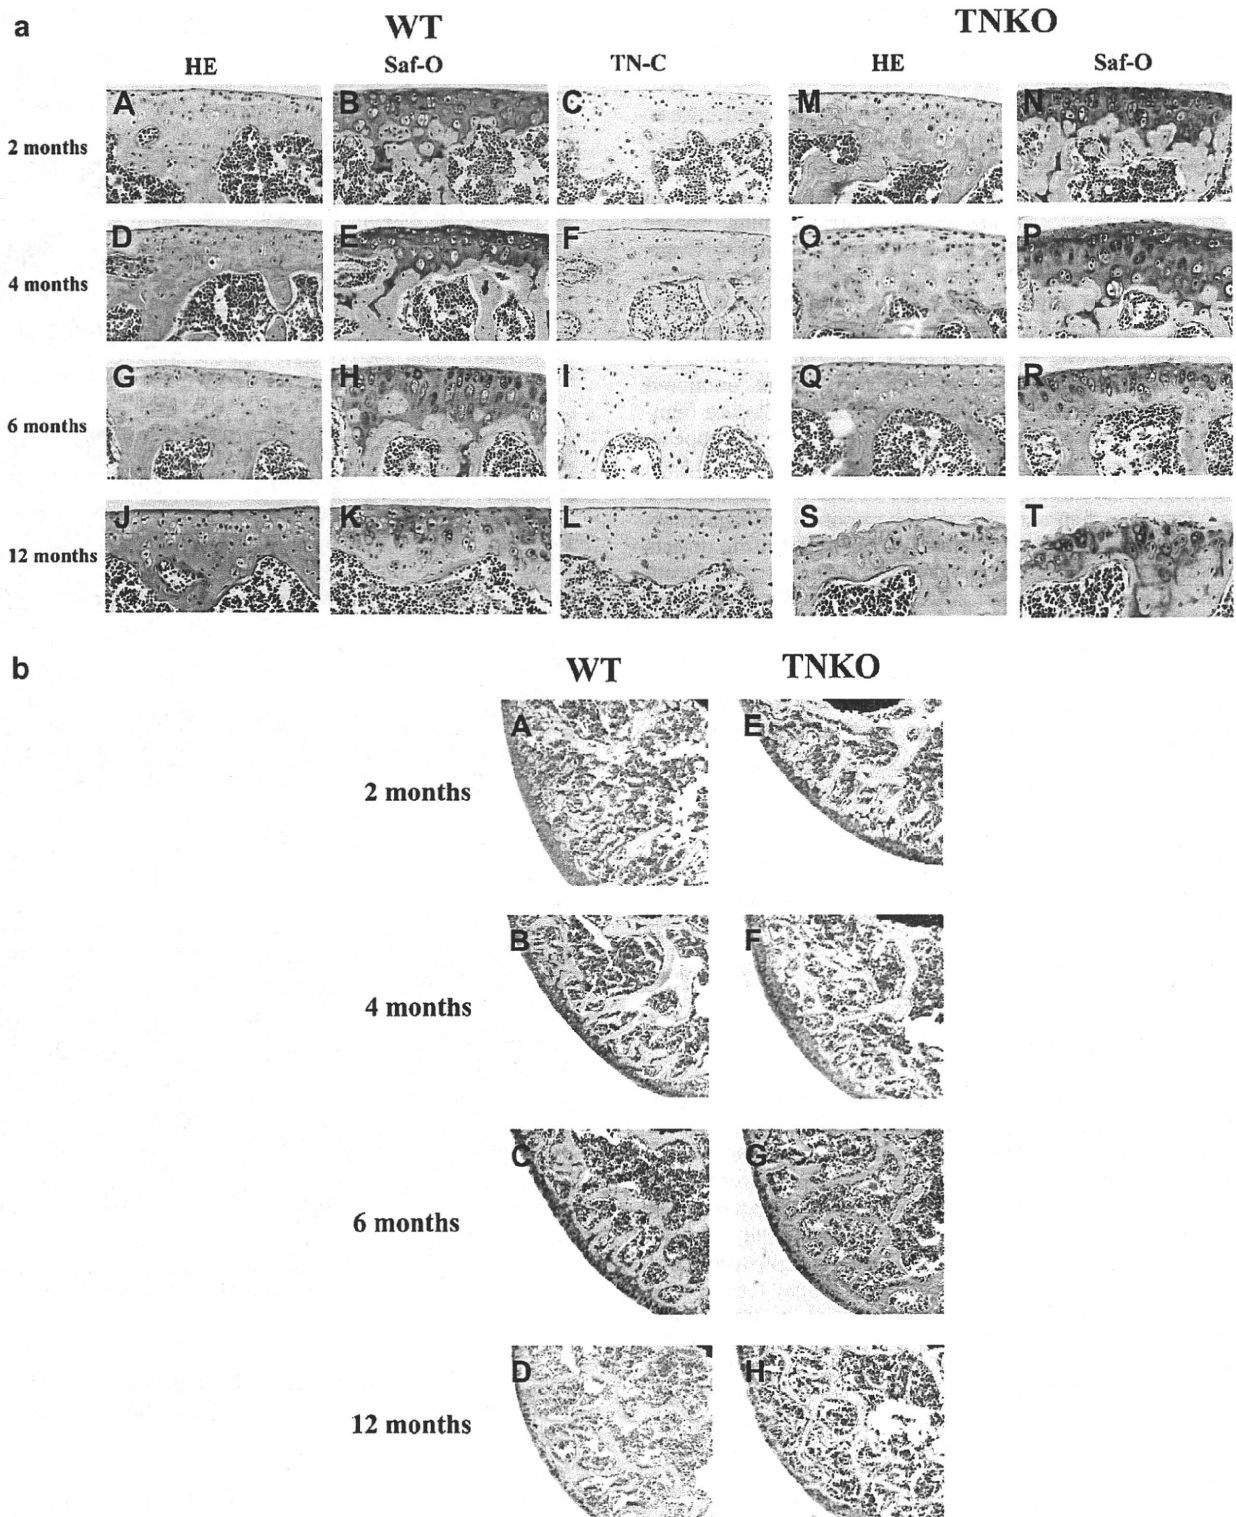 a
WT TNKO
HE Saf-O TN-C HE Saf-O
2 months A B C M N
4 months D E F O P
6 months G H I Q R
12 months J K L S T
b
WT TNKO
2 months A E
4 months B F
6 months C G
12 months D H